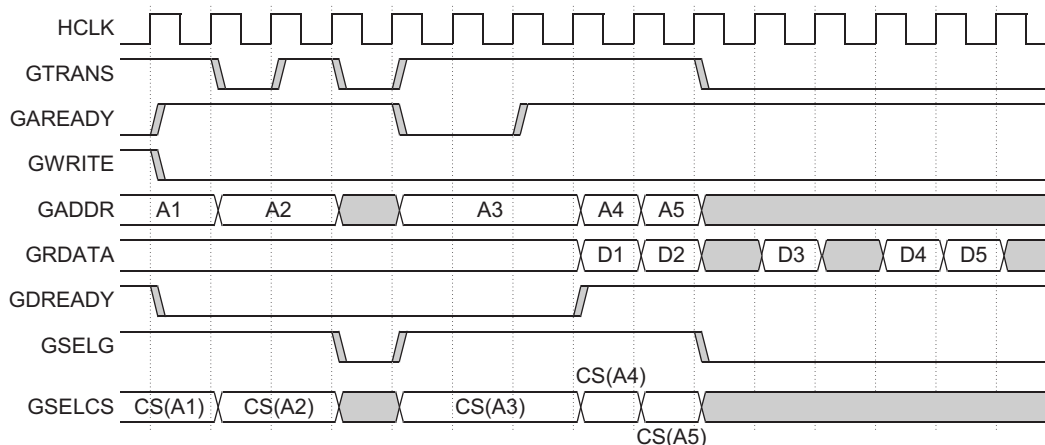 HCLK
GTRANS
GAREADY
GWRITE
GADDR A1 A2 A3 A4 A5
GRDATA D1 D2 D3 D4 D5
GDREADY
GSELG
CS(A4)
GSELCS CS(A1) CS(A2) CS(A3)
CS(A5)